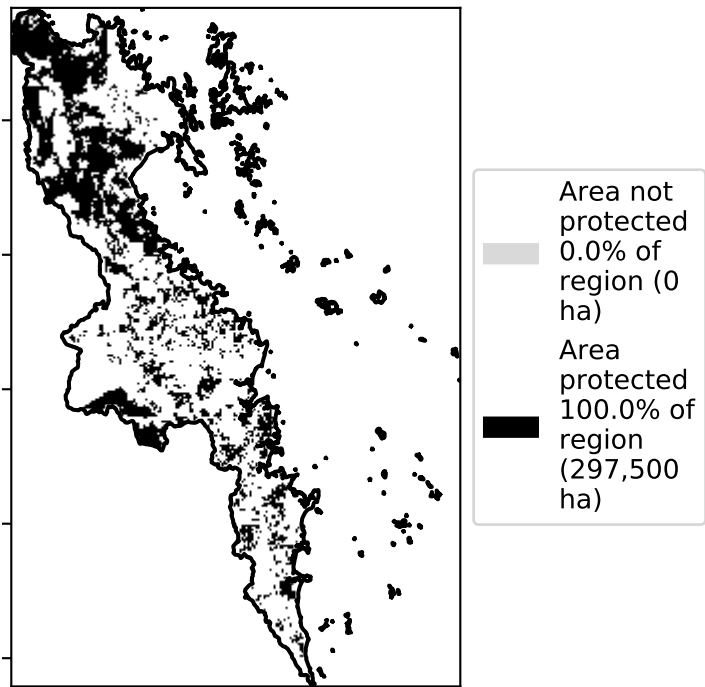 Area not
protected
0.0% of
region (0
ha)
Area
protected
100.0% of
region
(297,500
ha)